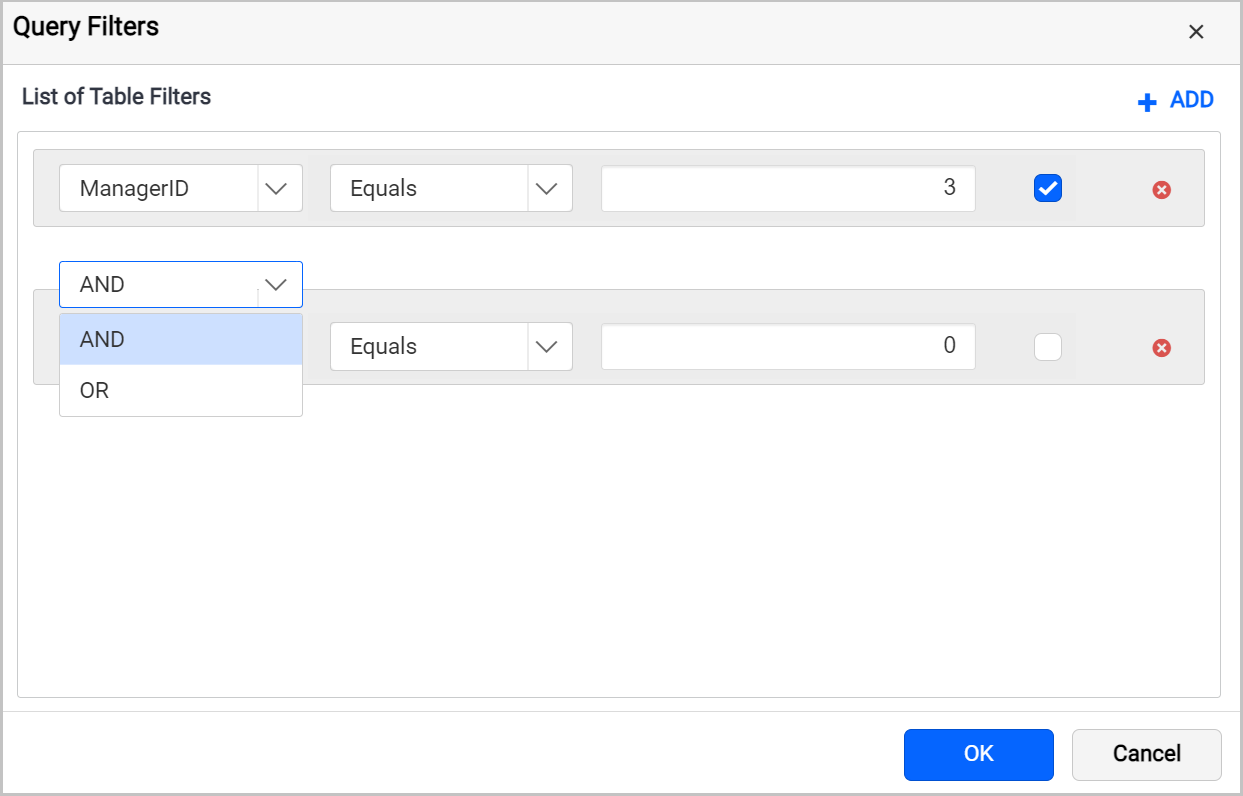 Query Filters
List of Table Filters
ADD
ManagerID Equals 3
AND
AND
Equals 0
OR
OK Cancel